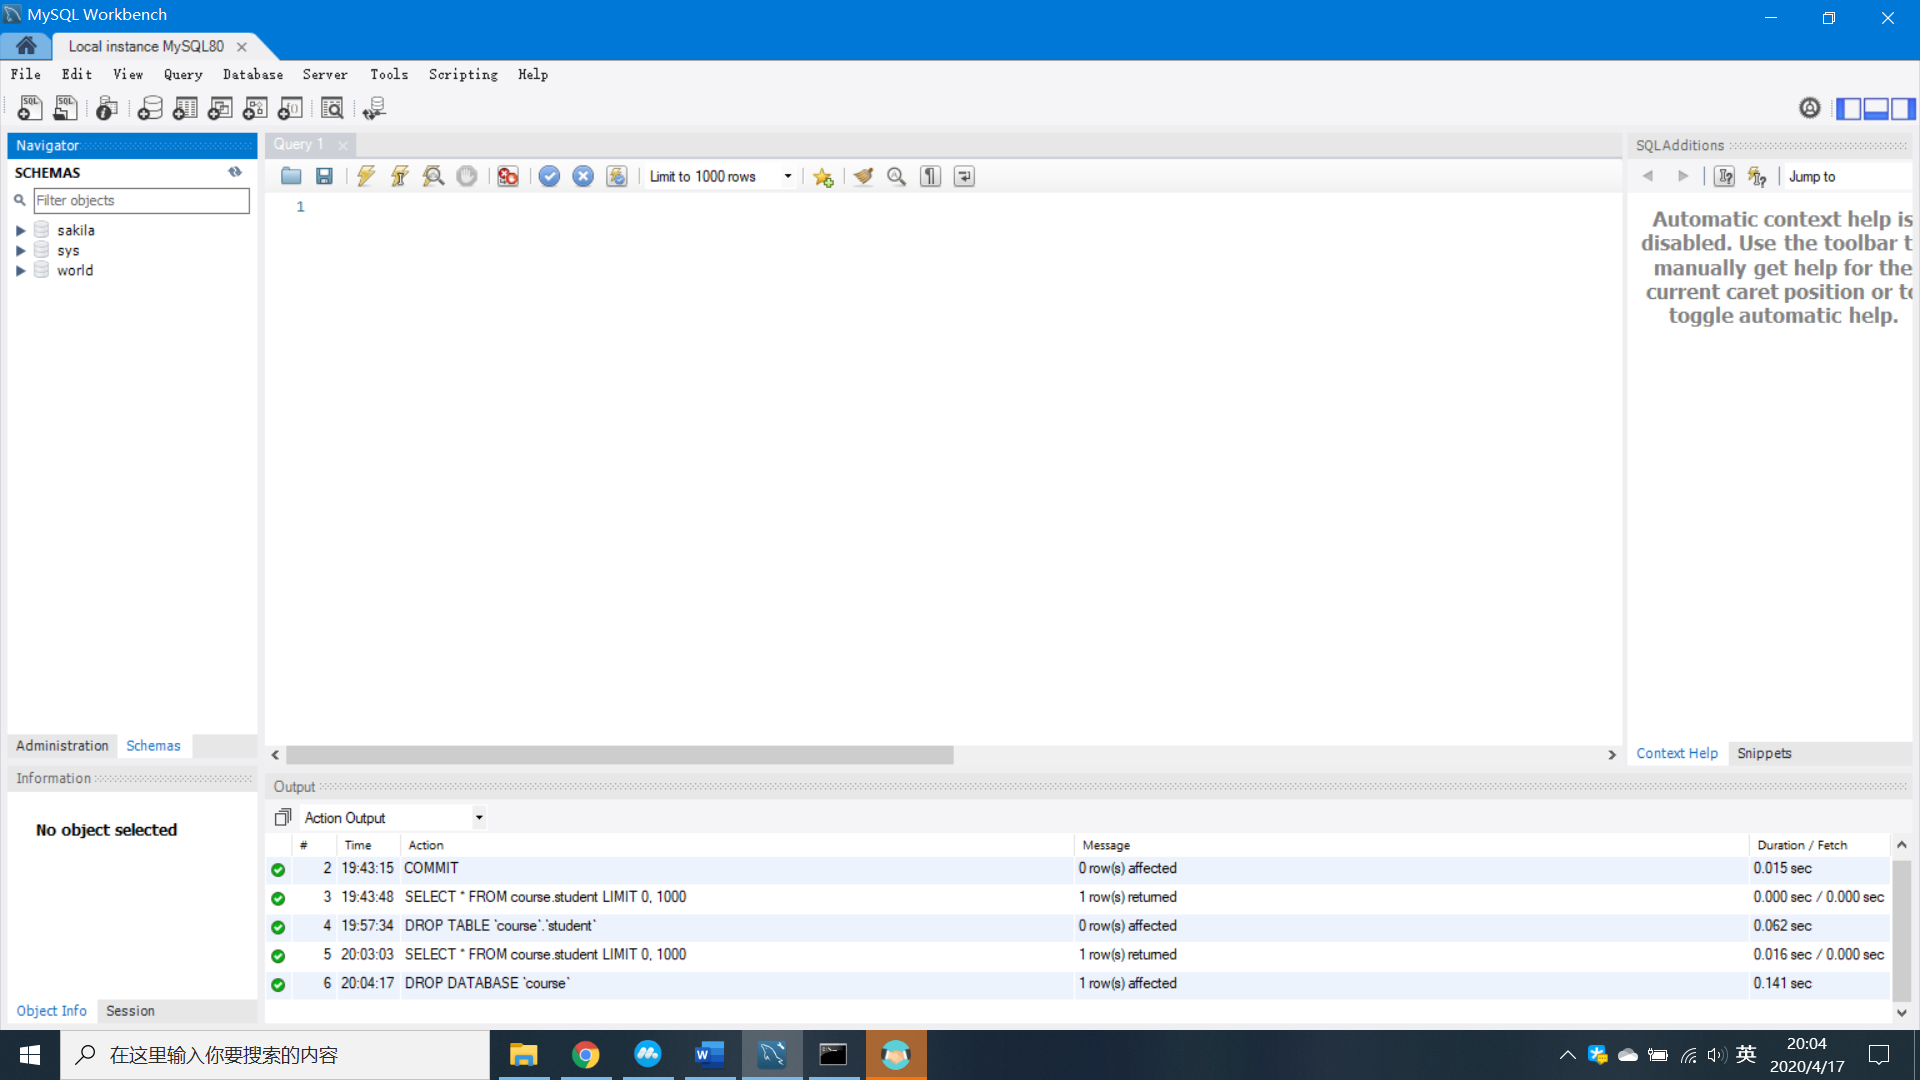 MySQL Workbench
Local instance MySQL80
File Edit View Query Database Server Tools Scripting Help
Navigator
SCHEMAS
Filter objects
sakila
sys
world
Administration Schemas
Information
No object selected
Object Info Session
Query 1
Limit to 1000 rows
1
Output
Action Output
# Time Action Message Duration / Fetch
2 19:43:15 COMMIT 0 row(s) affected 0.015 sec
3 19:43:48 SELECT * FROM course.student LIMIT 0, 1000 1 row(s) returned 0.000 sec / 0.000 sec
4 19:57:34 DROP TABLE `course`.`student` 0 row(s) affected 0.062 sec
5 20:03:03 SELECT * FROM course.student LIMIT 0, 1000 1 row(s) returned 0.016 sec / 0.000 sec
6 20:04:17 DROP DATABASE `course` 1 row(s) affected 0.141 sec
SQLAdditions
Jump to
Automatic context help is
disabled. Use the toolbar t
manually get help for the
current caret position or to
toggle automatic help.
Context Help Snippets
在这里输入你要搜索的内容
英
20:04
2020/4/17